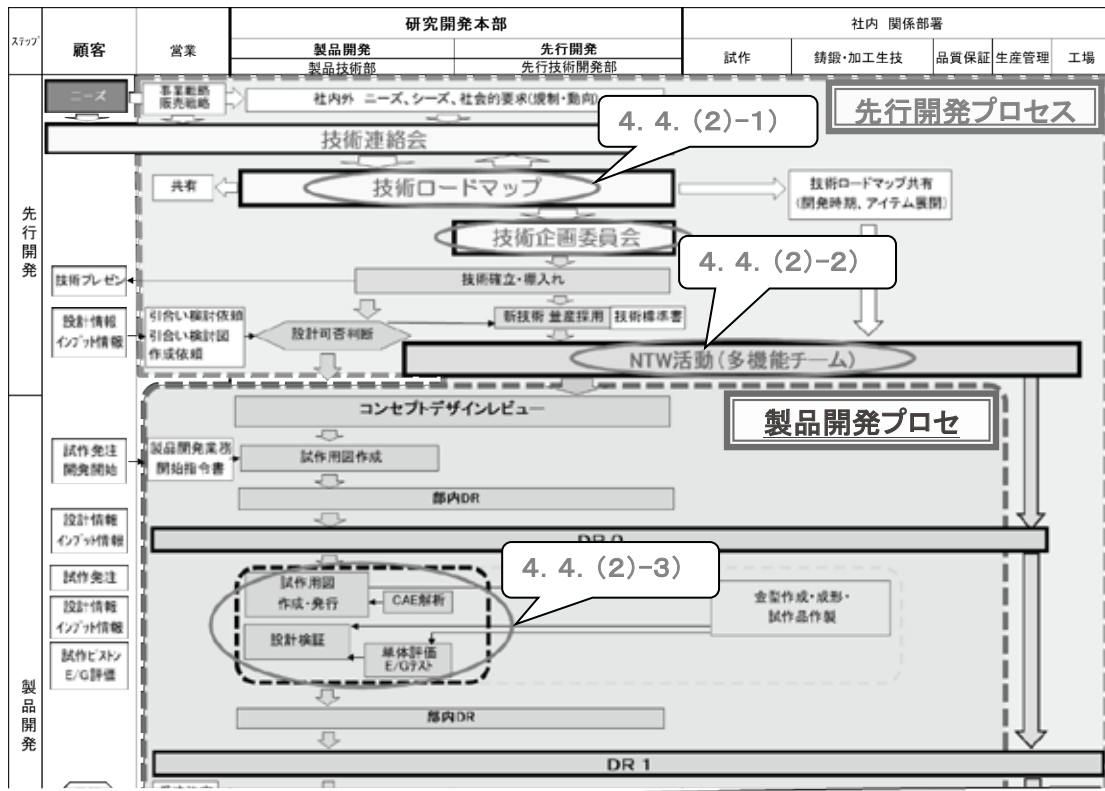 ステップ
顧客
営業
研究開発本部
製品開発
製品技術部
先行開発
先行技術開発部
社内 関係部署
試作
鋳鍛・加工生技
品質保証
生産管理
工場
先行開発
ニーズ
事業戦略
販売戦略
社内外 ニーズ、シーズ、社会的要求(規制・動向)
先行開発プロセス
技術連絡会
4. 4. (2)-1)
共有
技術ロードマップ
技術ロードマップ共有
(開発時期、アイテム展開)
技術企画委員会
4. 4. (2)-2)
技術プレゼン
技術確立・棚入れ
設計情報
インプット情報
引合い検討依頼
引合い検討図
作成依頼
設計可否判断
新技術 量産採用
技術標準書
NTW活動(多機能チーム)
製品開発
コンセプトデザインレビュー
製品開発プロセ
試作発注
開発開始
製品開発業務
開始指令書
試作用図作成
部内DR
設計情報
インプット情報
DR 0
4. 4. (2)-3)
試作発注
設計情報
インプット情報
試作ピストン
E/G評価
試作用図
作成・発行
CAE解析
設計検証
単体評価
E/Gテスト
金型作成・成形・
試作品作製
部内DR
DR 1